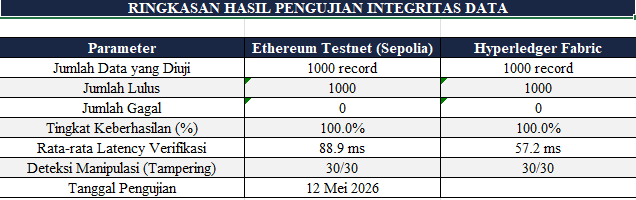 RINGKASAN HASIL PENGUJIAN INTEGRITAS DATA
Parameter Ethereum Testnet (Sepolia) Hyperledger Fabric
Jumlah Data yang Diuji 1000 record 1000 record
Jumlah Lulus 1000 1000
Jumlah Gagal 0 0
Tingkat Keberhasilan (%) 100.0% 100.0%
Rata-rata Latency Verifikasi 88.9 ms 57.2 ms
Deteksi Manipulasi (Tampering) 30/30 30/30
Tanggal Pengujian 12 Mei 2026